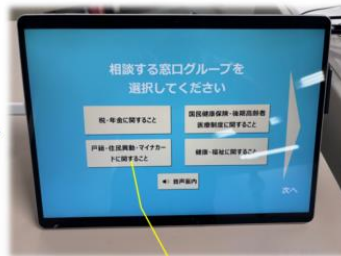 相談する窓口グループを
選択してください
税・年金に関すること
国民健康保険・後期高齢者
医療制度に関すること
戸籍・住民異動・マイナカー
ドに関すること
健康・福祉に関すること
音声案内
次へ